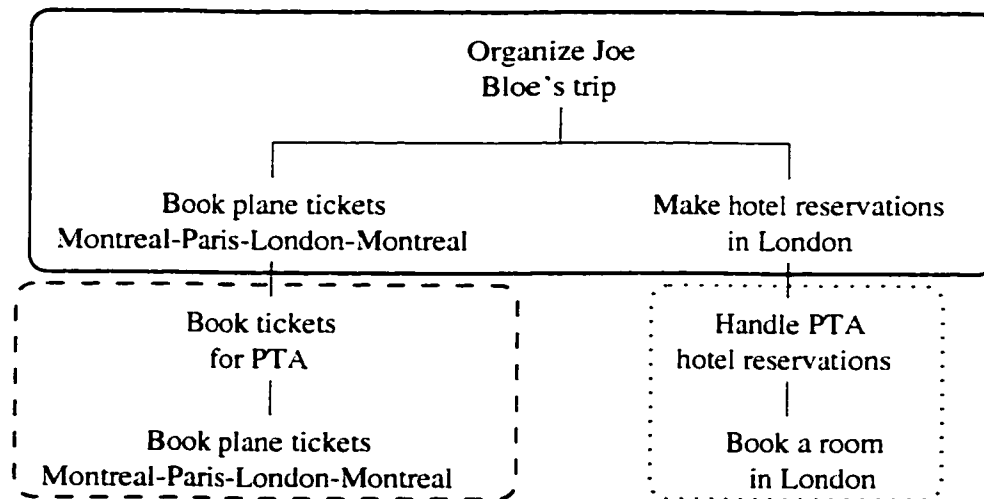 Organize Joe
Bloe's trip
Book plane tickets
Montreal-Paris-London-Montreal
Make hotel reservations
in London
Book tickets
for PTA
Handle PTA
hotel reservations
Book plane tickets
Montreal-Paris-London-Montreal
Book a room
in London